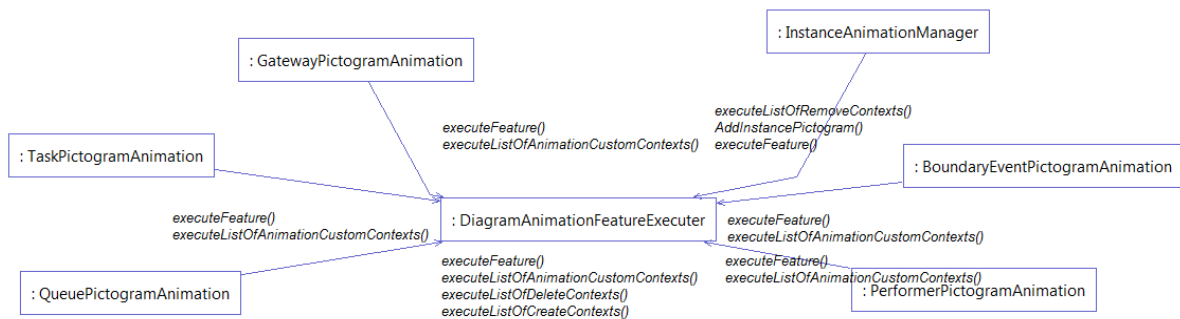 : InstanceAnimationManager
: GatewayPictogramAnimation
executeListOfRemoveContexts()
AddInstancePictogram()
executeFeature()
executeFeature()
executeListOfAnimationCustomContexts()
: TaskPictogramAnimation
: BoundaryEventPictogramAnimation
: DiagramAnimationFeatureExecuter
executeFeature()
executeListOfAnimationCustomContexts()
executeFeature()
executeListOfAnimationCustomContexts()
executeFeature()
executeListOfAnimationCustomContexts()
executeListOfDeleteContexts()
executeListOfCreateContexts()
executeFeature()
executeListOfAnimationCustomContexts()
: QueuePictogramAnimation
: PerformerPictogramAnimation